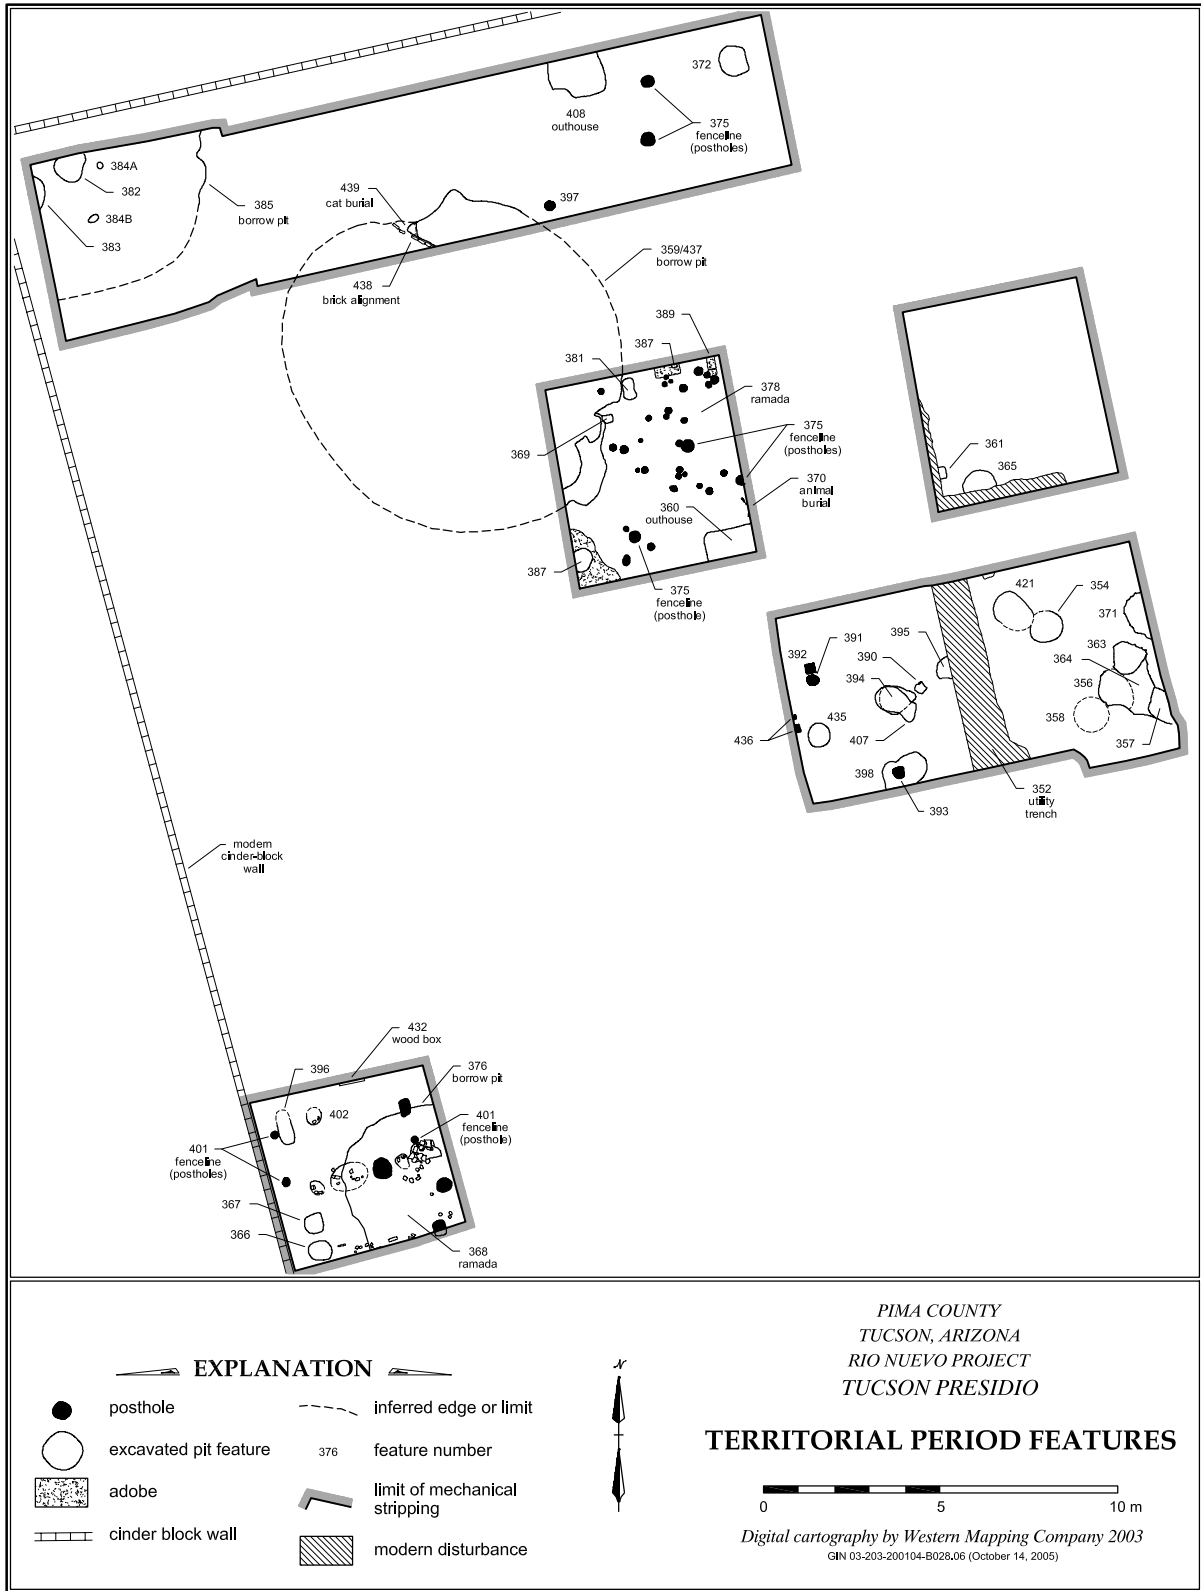 372
408
outhouse
375
fenceline
(postholes)
384A
382
384B
383
385
borrow pit
439
cat burial
397
438
brick alignment
359/437
borrow pit
389
387
381
378
ramada
375
fenceline
(postholes)
369
370
animal
burial
360
outhouse
387
375
fenceline
(posthole)
361
365
421
354
371
363
364
356
358
357
395
391
392
390
394
435
436
407
398
393
352
utility
trench
modern
cinder-block
wall
432
wood box
396
376
borrow pit
402
401
fenceline
(posthole)
401
fenceline
(postholes)
367
366
368
ramada
EXPLANATION
posthole
excavated pit feature
adobe
cinder block wall
inferred edge or limit
376
feature number
limit of mechanical
stripping
modern disturbance
N
PIMA COUNTY
TUCSON, ARIZONA
RIO NUEVO PROJECT
TUCSON PRESIDIO
TERRITORIAL PERIOD FEATURES
0 5 10 m
Digital cartography by Western Mapping Company 2003
GIN 03-203-200104-B028.06 (October 14, 2005)